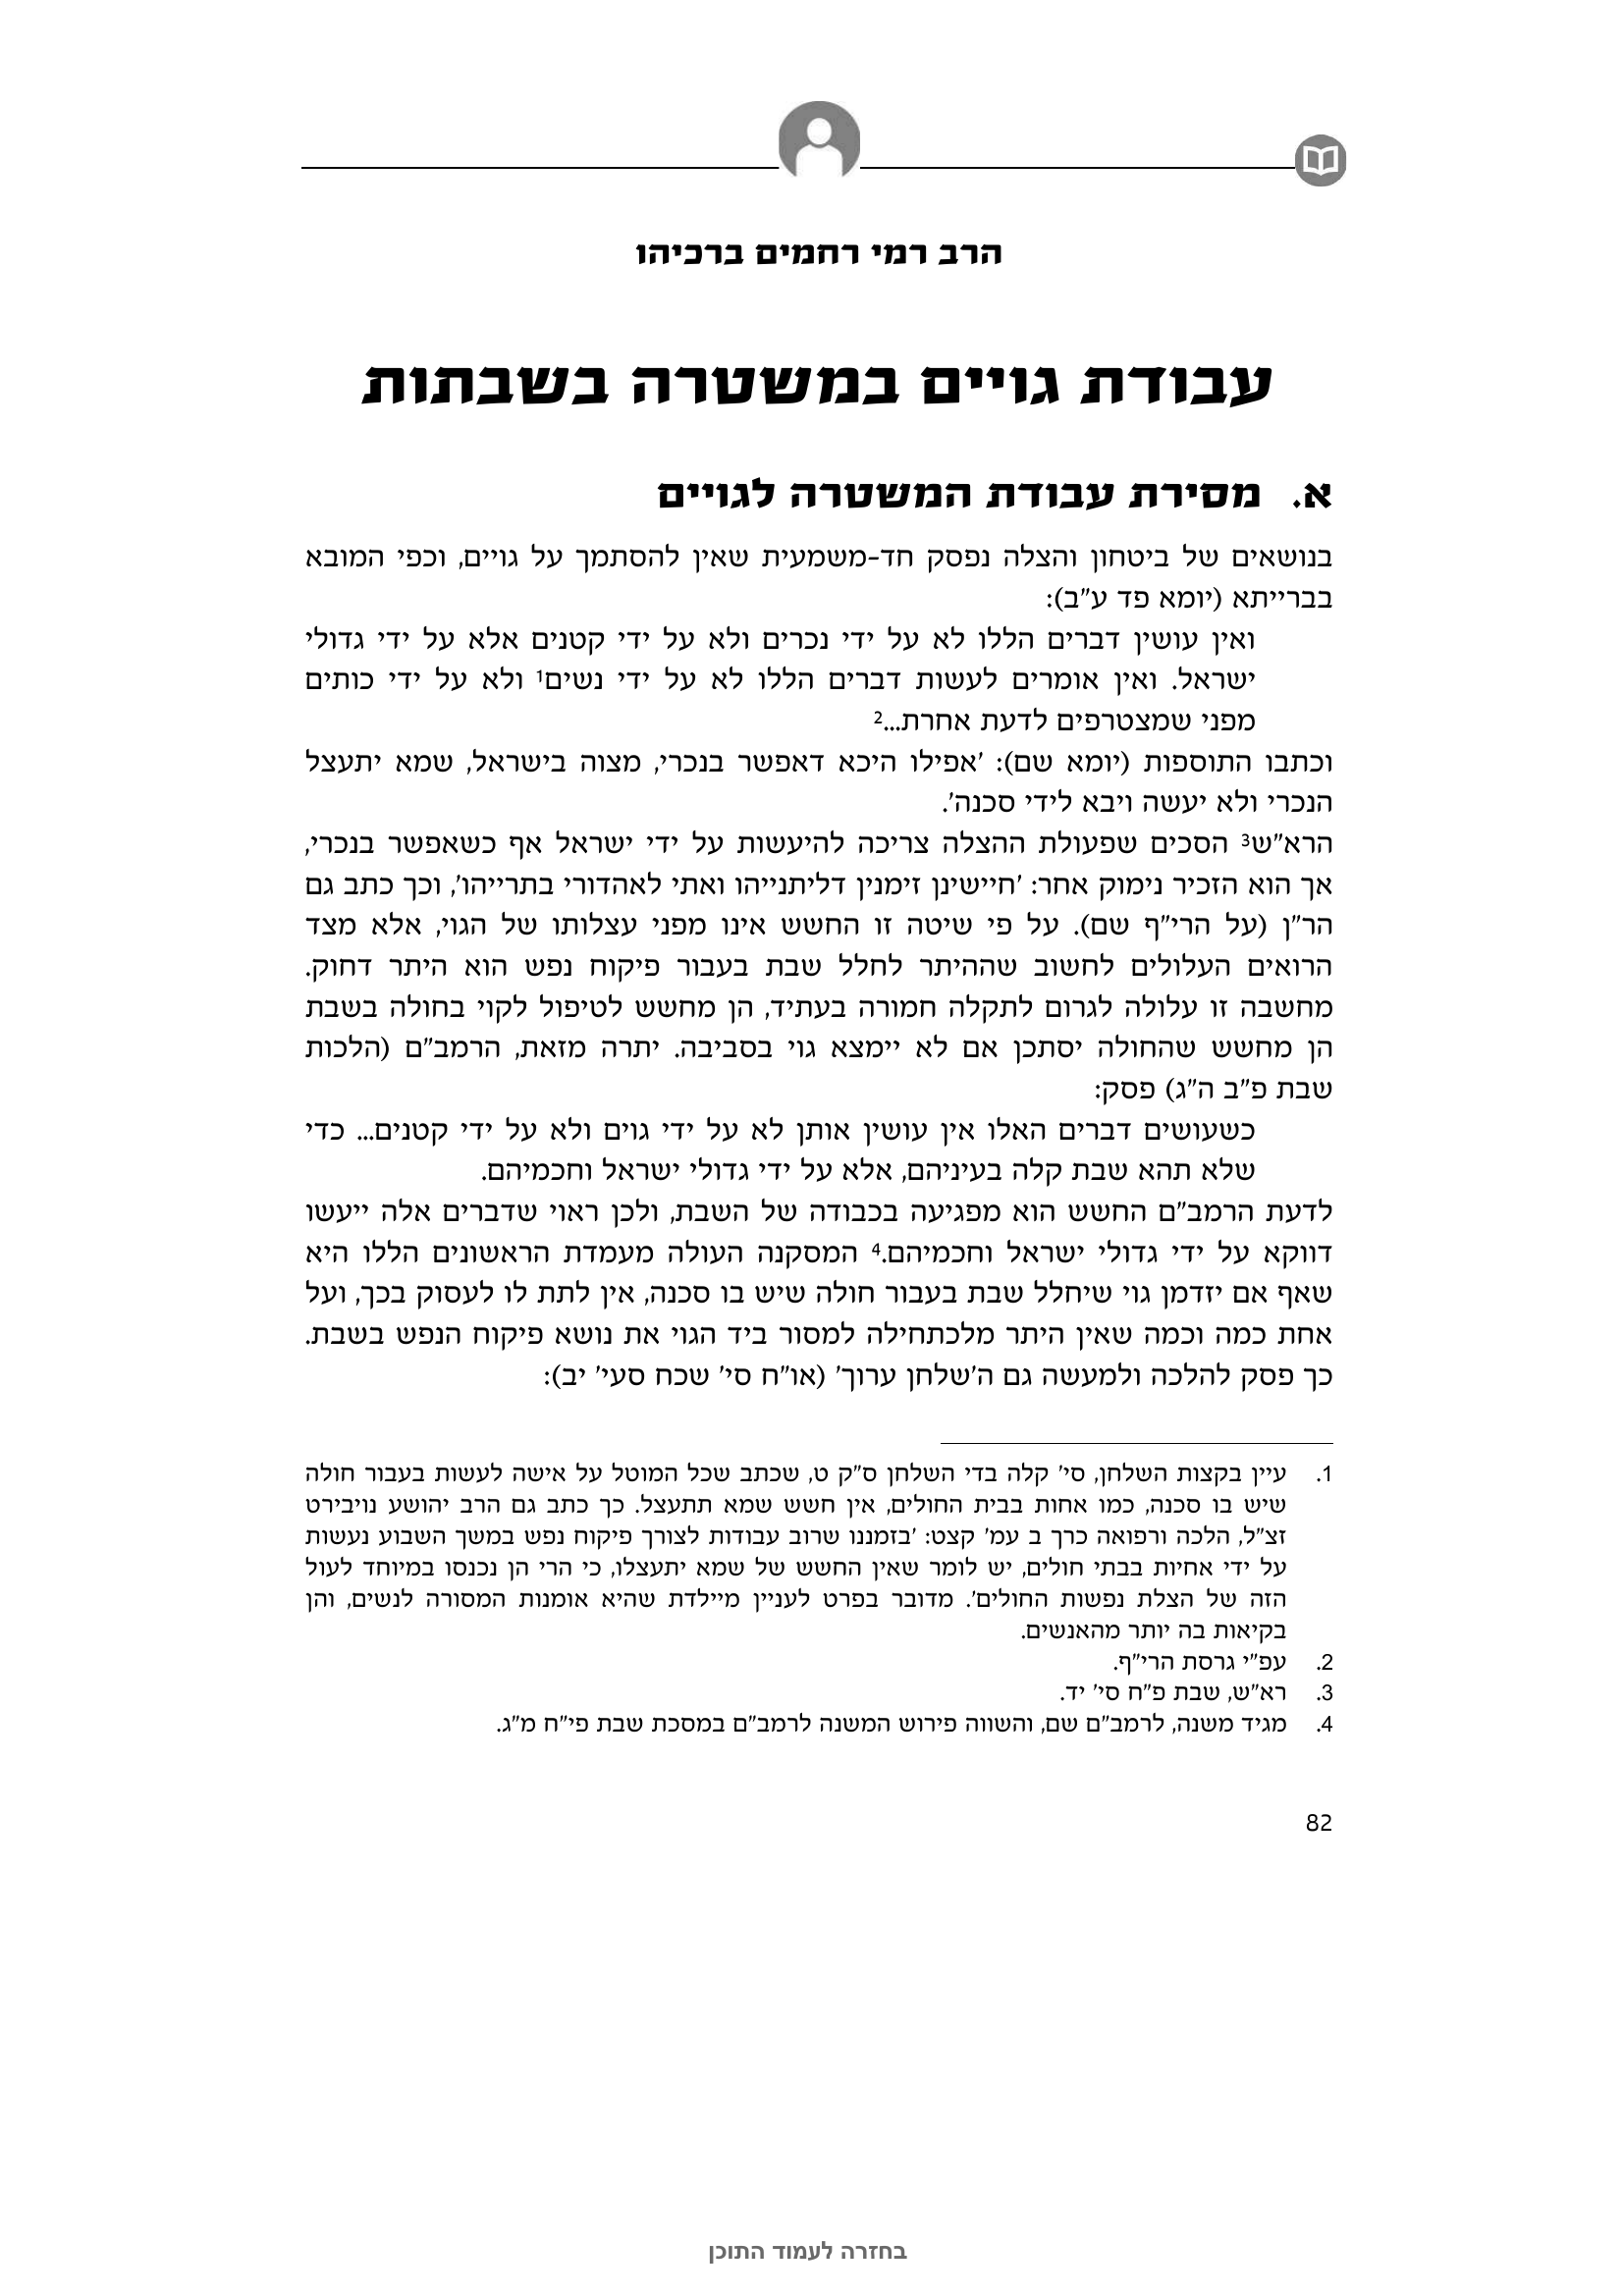 הרב רמי רחמים ברכיהו
עבודת גויים במשטרה בשבתות
א. מסירת עבודת המשטרה לגויים
בנושאים של ביטחון והצלה נפסק חד-משמעית שאין להסתמך על גויים, וכפי המובא
בברייתא (יומא פד ע"ב):
ואין עושין דברים הללו לא על ידי נכרים ולא על ידי קטנים אלא על ידי גדולי
ישראל. ואין אומרים לעשות דברים הללו לא על ידי נשים1 ולא על ידי כותים
מפני שמצטרפים לדעת אחרת...2
וכתבו התוספות (יומא שם): 'אפילו היכא דאפשר בנכרי, מצוה בישראל, שמא יתעצל
הנכרי ולא יעשה ויבא לידי סכנה'.
הרא"ש3 הסכים שפעולת ההצלה צריכה להיעשות על ידי ישראל אף כשאפשר בנכרי,
אך הוא הזכיר נימוק אחר: 'חיישינן זימנין דליתנייהו ואתי לאהדורי בתרייהו', וכך כתב גם
הר"ן (על הרי"ף שם). על פי שיטה זו החשש אינו מפני עצלותו של הגוי, אלא מצד
הרואים העלולים לחשוב שההיתר לחלל שבת בעבור פיקוח נפש הוא היתר דחוק.
מחשבה זו עלולה לגרום לתקלה חמורה בעתיד, הן מחשש לטיפול לקוי בחולה בשבת
הן מחשש שהחולה יסתכן אם לא יימצא גוי בסביבה. יתרה מזאת, הרמב"ם (הלכות
שבת פ"ב ה"ג) פסק:
כשעושים דברים האלו אין עושין אותן לא על ידי גוים ולא על ידי קטנים... כדי
שלא תהא שבת קלה בעיניהם, אלא על ידי גדולי ישראל וחכמיהם.
לדעת הרמב"ם החשש הוא מפגיעה בכבודה של השבת, ולכן ראוי שדברים אלה ייעשו
דווקא על ידי גדולי ישראל וחכמיהם.4 המסקנה העולה מעמדת הראשונים הללו היא
שאף אם יזדמן גוי שיחלל שבת בעבור חולה שיש בו סכנה, אין לתת לו לעסוק בכך, ועל
אחת כמה וכמה שאין היתר מלכתחילה למסור ביד הגוי את נושא פיקוח הנפש בשבת.
כך פסק להלכה ולמעשה גם ה'שלחן ערוך' (או"ח סי' שכח סעי' יב):
1. עיין בקצות השלחן, סי' קלה בדי השלחן ס"ק ט, שכתב שכל המוטל על אישה לעשות בעבור חולה
שיש בו סכנה, כמו אחות בבית החולים, אין חשש שמא תתעצל. כך כתב גם הרב יהושע נויבירט
זצ"ל, הלכה ורפואה כרך ב עמ' קצט: 'בזמננו שרוב עבודות לצורך פיקוח נפש במשך השבוע נעשות
על ידי אחיות בבתי חולים, יש לומר שאין החשש של שמא יתעצלו, כי הרי הן נכנסו במיוחד לעול
הזה של הצלת נפשות החולים'. מדובר בפרט לעניין מיילדת שהיא אומנות המסורה לנשים, והן
בקיאות בה יותר מהאנשים.
2. עפ"י גרסת הרי"ף.
3. רא"ש, שבת פ"ח סי' יד.
4. מגיד משנה, לרמב"ם שם, והשווה פירוש המשנה לרמב"ם במסכת שבת פי"ח מ"ג.
82
בחזרה לעמוד התוכן